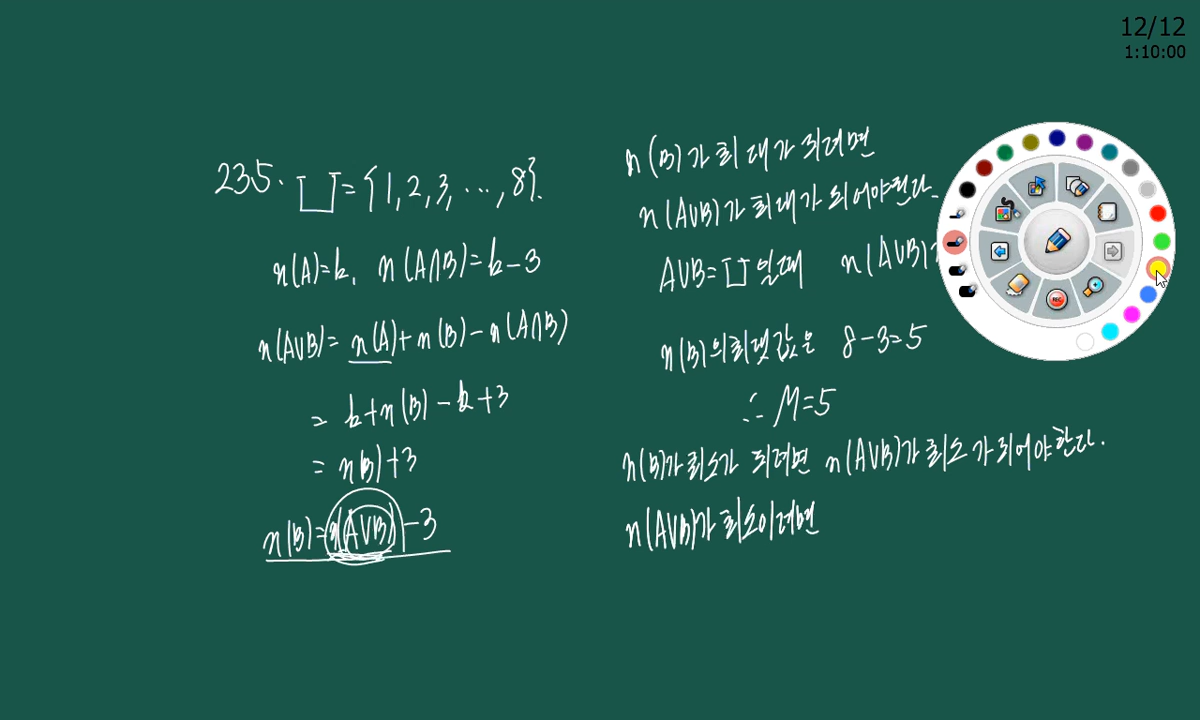 12/12
1:10:00
235. U={1, 2, 3, ⋯, 8}.
n(A)=k, n(A∩B)=k-3
n(A∪B)= n(A)+n(B)-n(A∩B)
= k+n(B)-k+3
= n(B)+3
n(B)=n(A∪B)-3
n(B)가 최대가 되려면
n(A∪B)가 최대가 되어야한다.
A∪B=U일때 n(A∪B)
n(B)의 최댓값은 8-3=5
∴ M=5
n(B)가 최소가 되려면 n(A∪B)가 최소가 되어야 한다.
n(A∪B)가 최소이려면